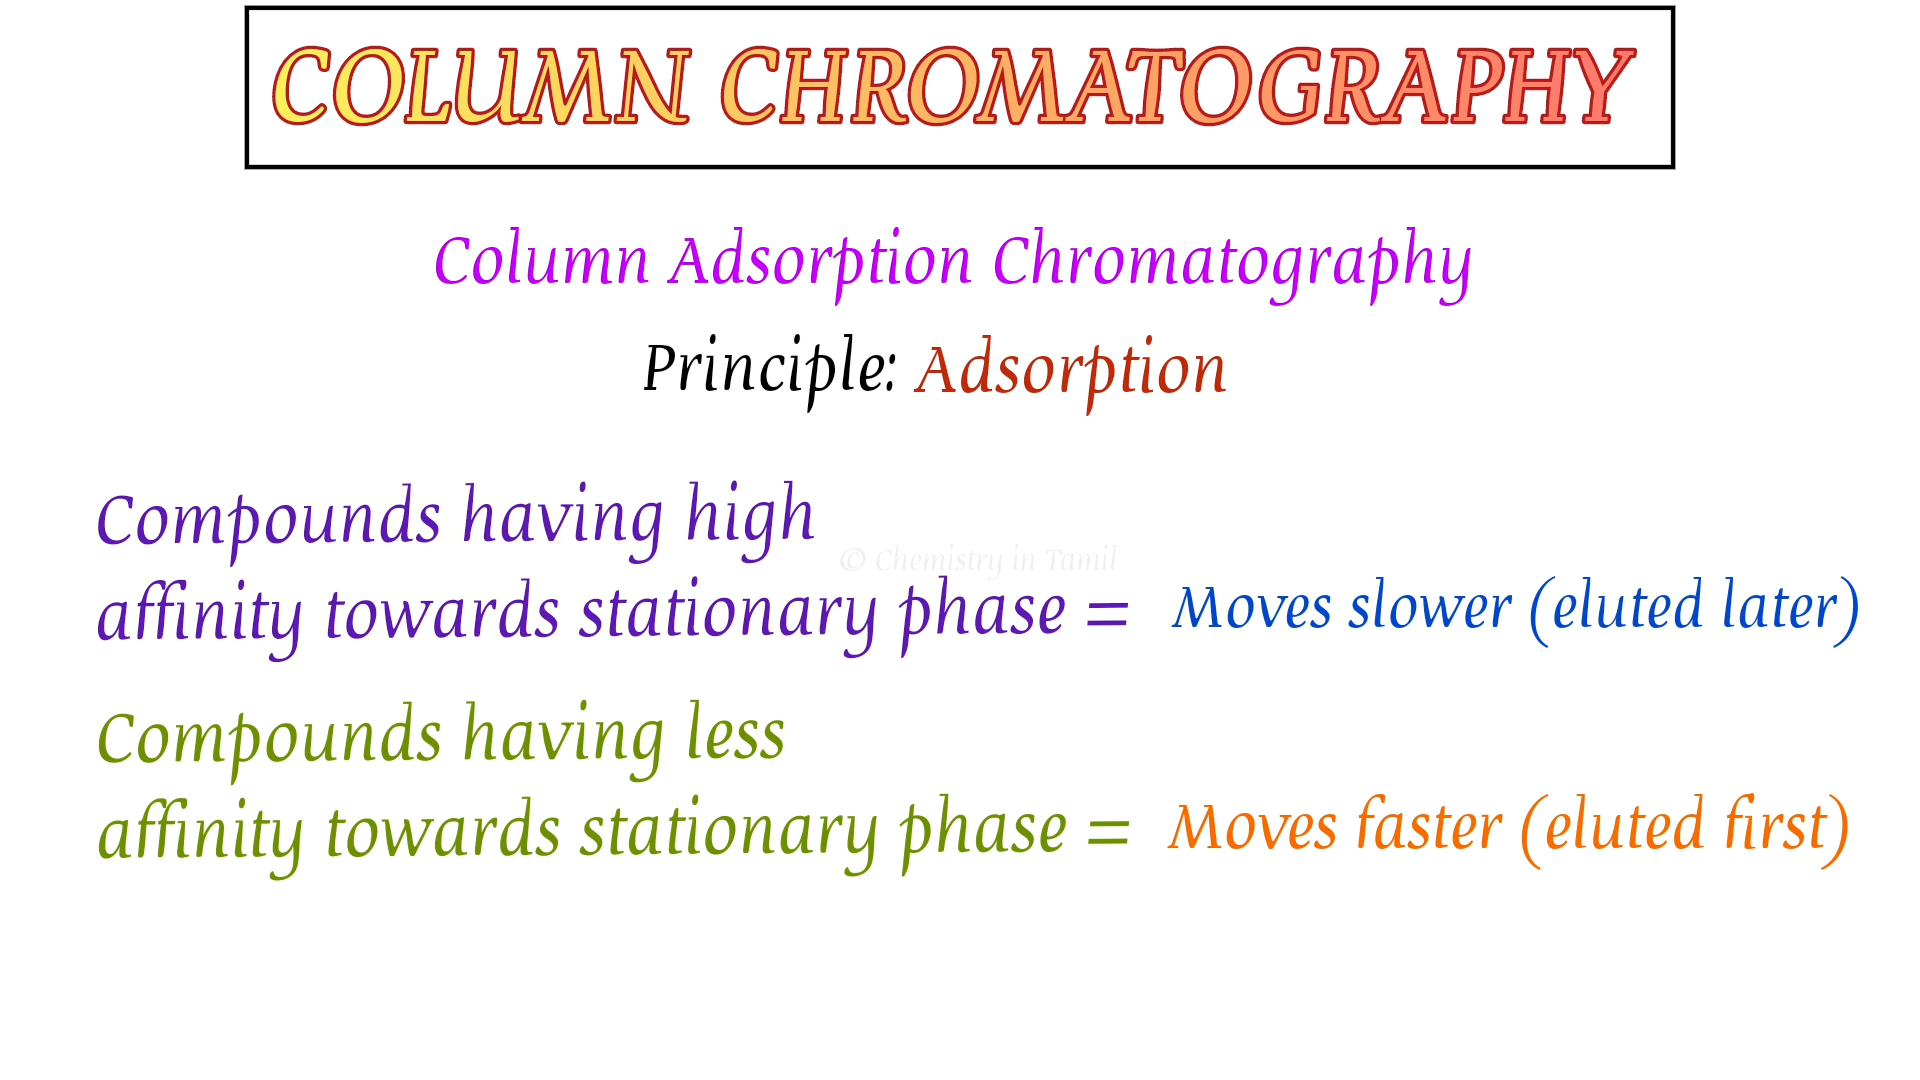 COLUMN CHROMATOGRAPHY
Column Adsorption Chromatography
Principle: Adsorption
Compounds having high
affinity towards stationary phase = Moves slower (eluted later)
© Chemistry in Tamil
Compounds having less
affinity towards stationary phase = Moves faster (eluted first)